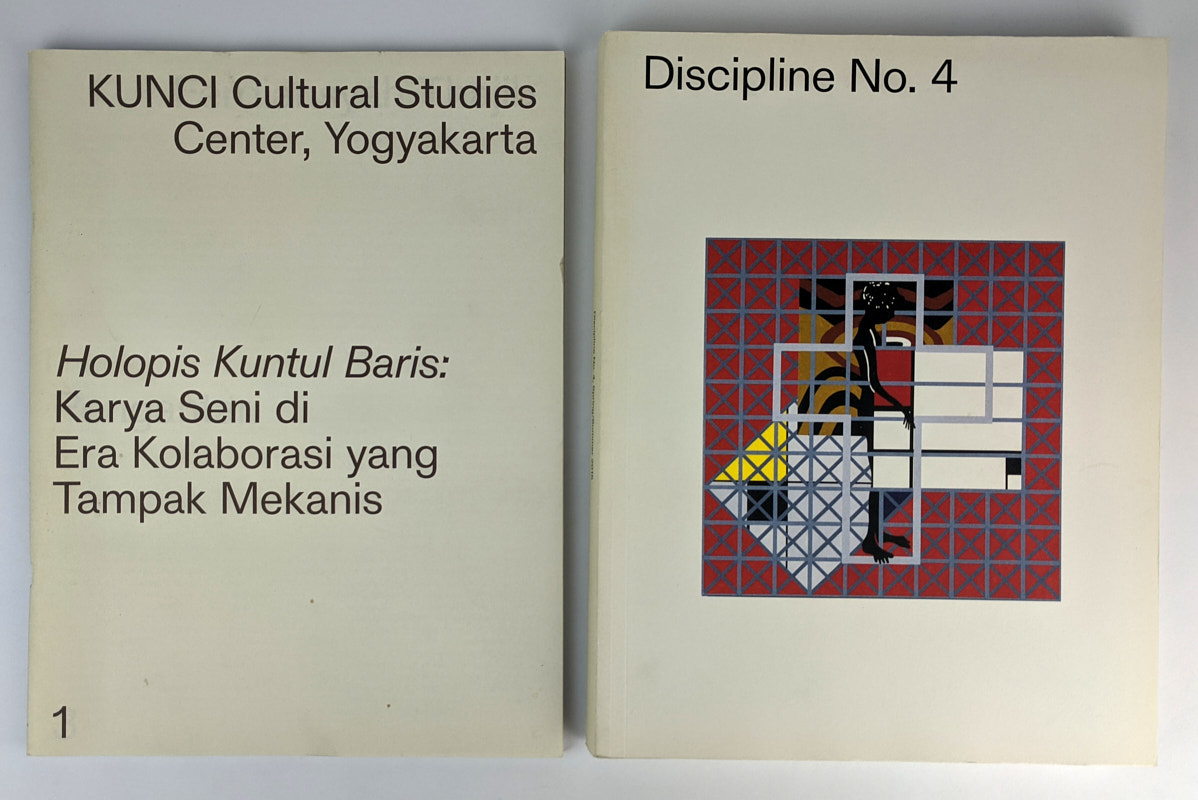 KUNCI Cultural Studies
Center, Yogyakarta
Holopis Kuntul Baris:
Karya Seni di
Era Kolaborasi yang
Tampak Mekanis
1
Discipline No. 4